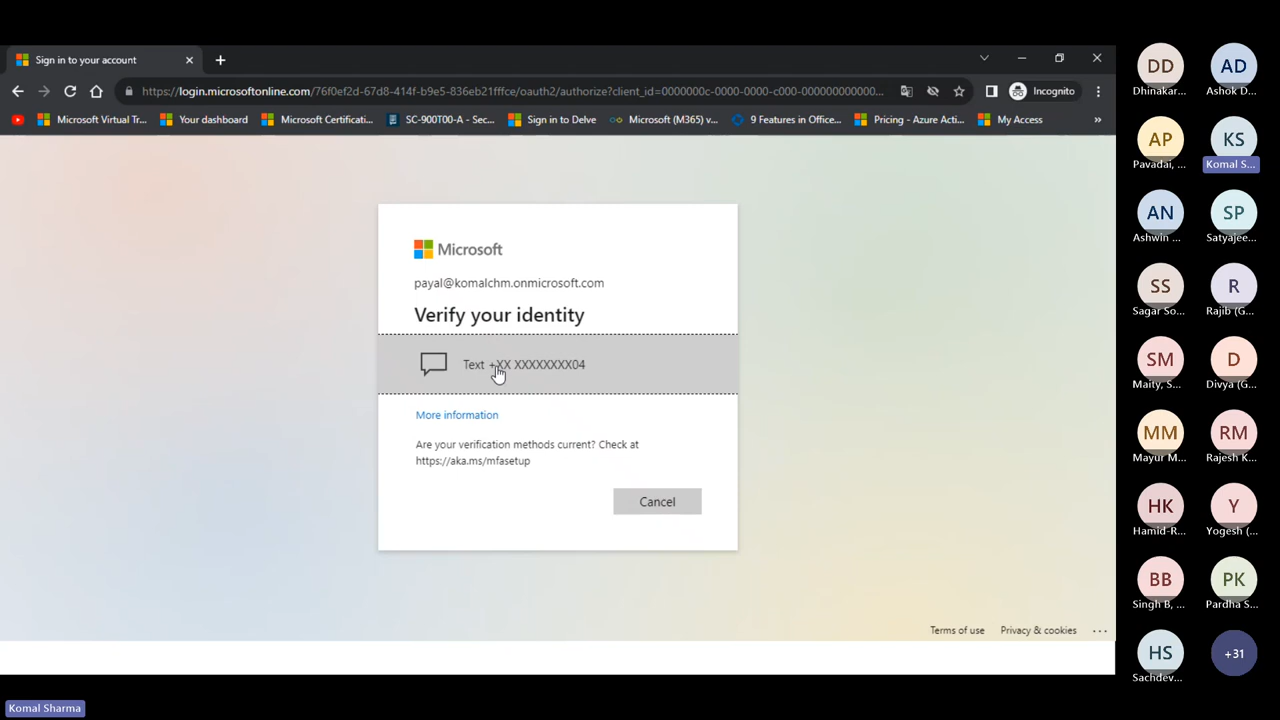 Sign in to your account
https://login.microsoftonline.com/76f0ef2d-67d8-414f-b9e5-836eb21fffce/oauth2/authorize?client_id=0000000c-0000-0000-c000-000000000000...
Incognito
Microsoft Virtual Tr...
Your dashboard
Microsoft Certificati...
SC-900T00-A - Sec...
Sign in to Delve
Microsoft (M365) v...
9 Features in Office...
Pricing - Azure Acti...
My Access
»
Microsoft
payal@komalchm.onmicrosoft.com
Verify your identity
Text +XX XXXXXXXX04
More information
Are your verification methods current? Check at
https://aka.ms/mfasetup
Cancel
Terms of use
Privacy & cookies
...
DD
Dhinakar...
AD
Ashok D...
AP
Pavadai, ...
KS
Komal S...
AN
Ashwin ...
SP
Satyajee...
SS
Sagar So...
R
Rajib (G...
SM
Maity, S...
D
Divya (G...
MM
Mayur M...
RM
Rajesh K...
HK
Hamid-R...
Y
Yogesh (...
BB
Singh B, ...
PK
Pardha S...
HS
Sachdev...
+31
Komal Sharma